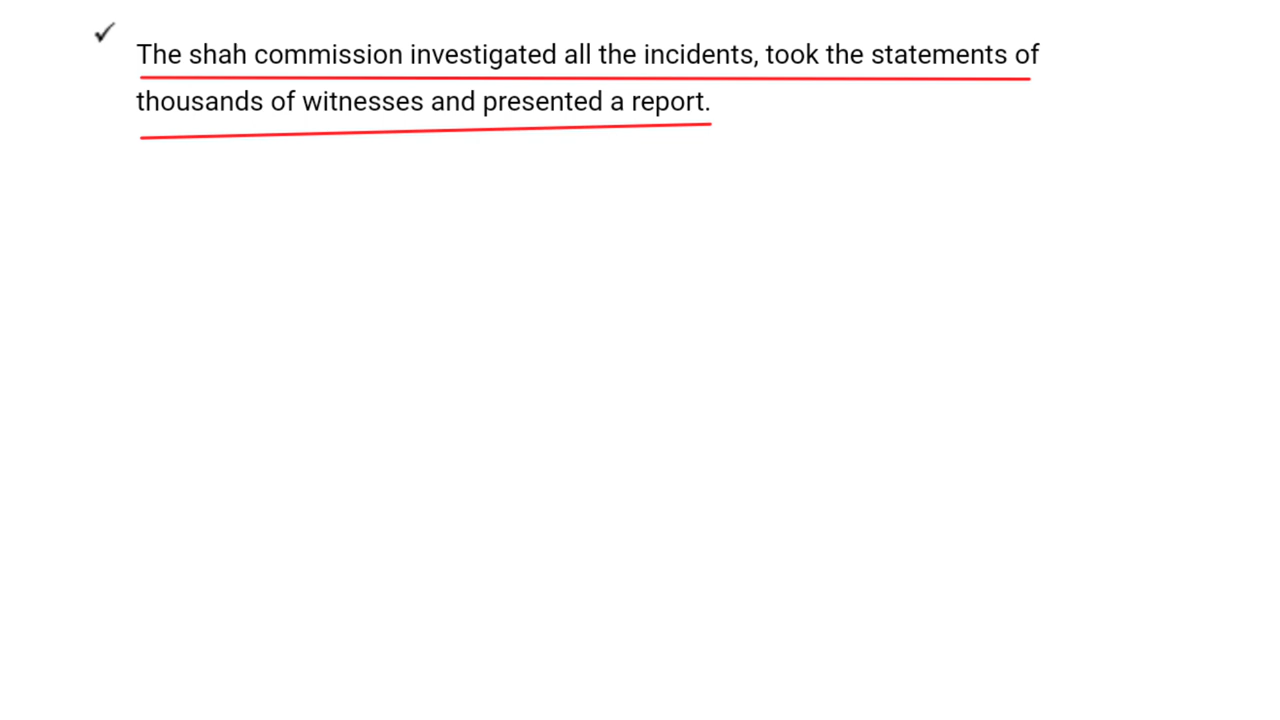 The shah commission investigated all the incidents, took the statements of
thousands of witnesses and presented a report.